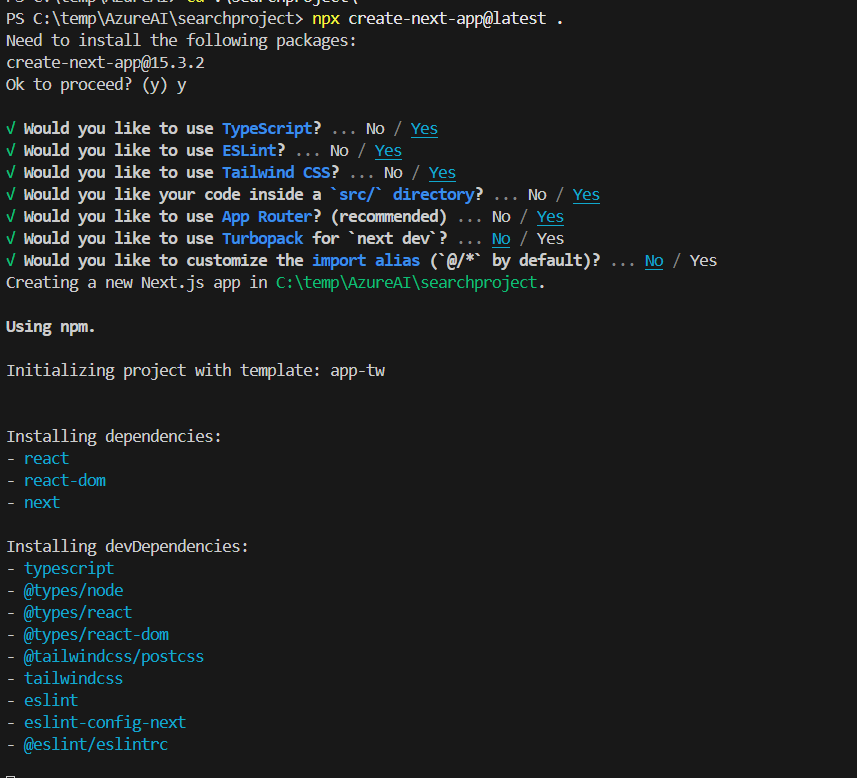 PS C:\temp\AzureAI> cd .\searchproject\
PS C:\temp\AzureAI\searchproject> npx create-next-app@latest .
Need to install the following packages:
create-next-app@15.3.2
Ok to proceed? (y) y
√ Would you like to use TypeScript? ... No / Yes
√ Would you like to use ESLint? ... No / Yes
√ Would you like to use Tailwind CSS? ... No / Yes
√ Would you like your code inside a `src/` directory? ... No / Yes
√ Would you like to use App Router? (recommended) ... No / Yes
√ Would you like to use Turbopack for `next dev`? ... No / Yes
√ Would you like to customize the import alias (`@/*` by default)? ... No / Yes
Creating a new Next.js app in C:\temp\AzureAI\searchproject.
Using npm.
Initializing project with template: app-tw
Installing dependencies:
- react
- react-dom
- next
Installing devDependencies:
- typescript
- @types/node
- @types/react
- @types/react-dom
- @tailwindcss/postcss
- tailwindcss
- eslint
- eslint-config-next
- @eslint/eslintrc